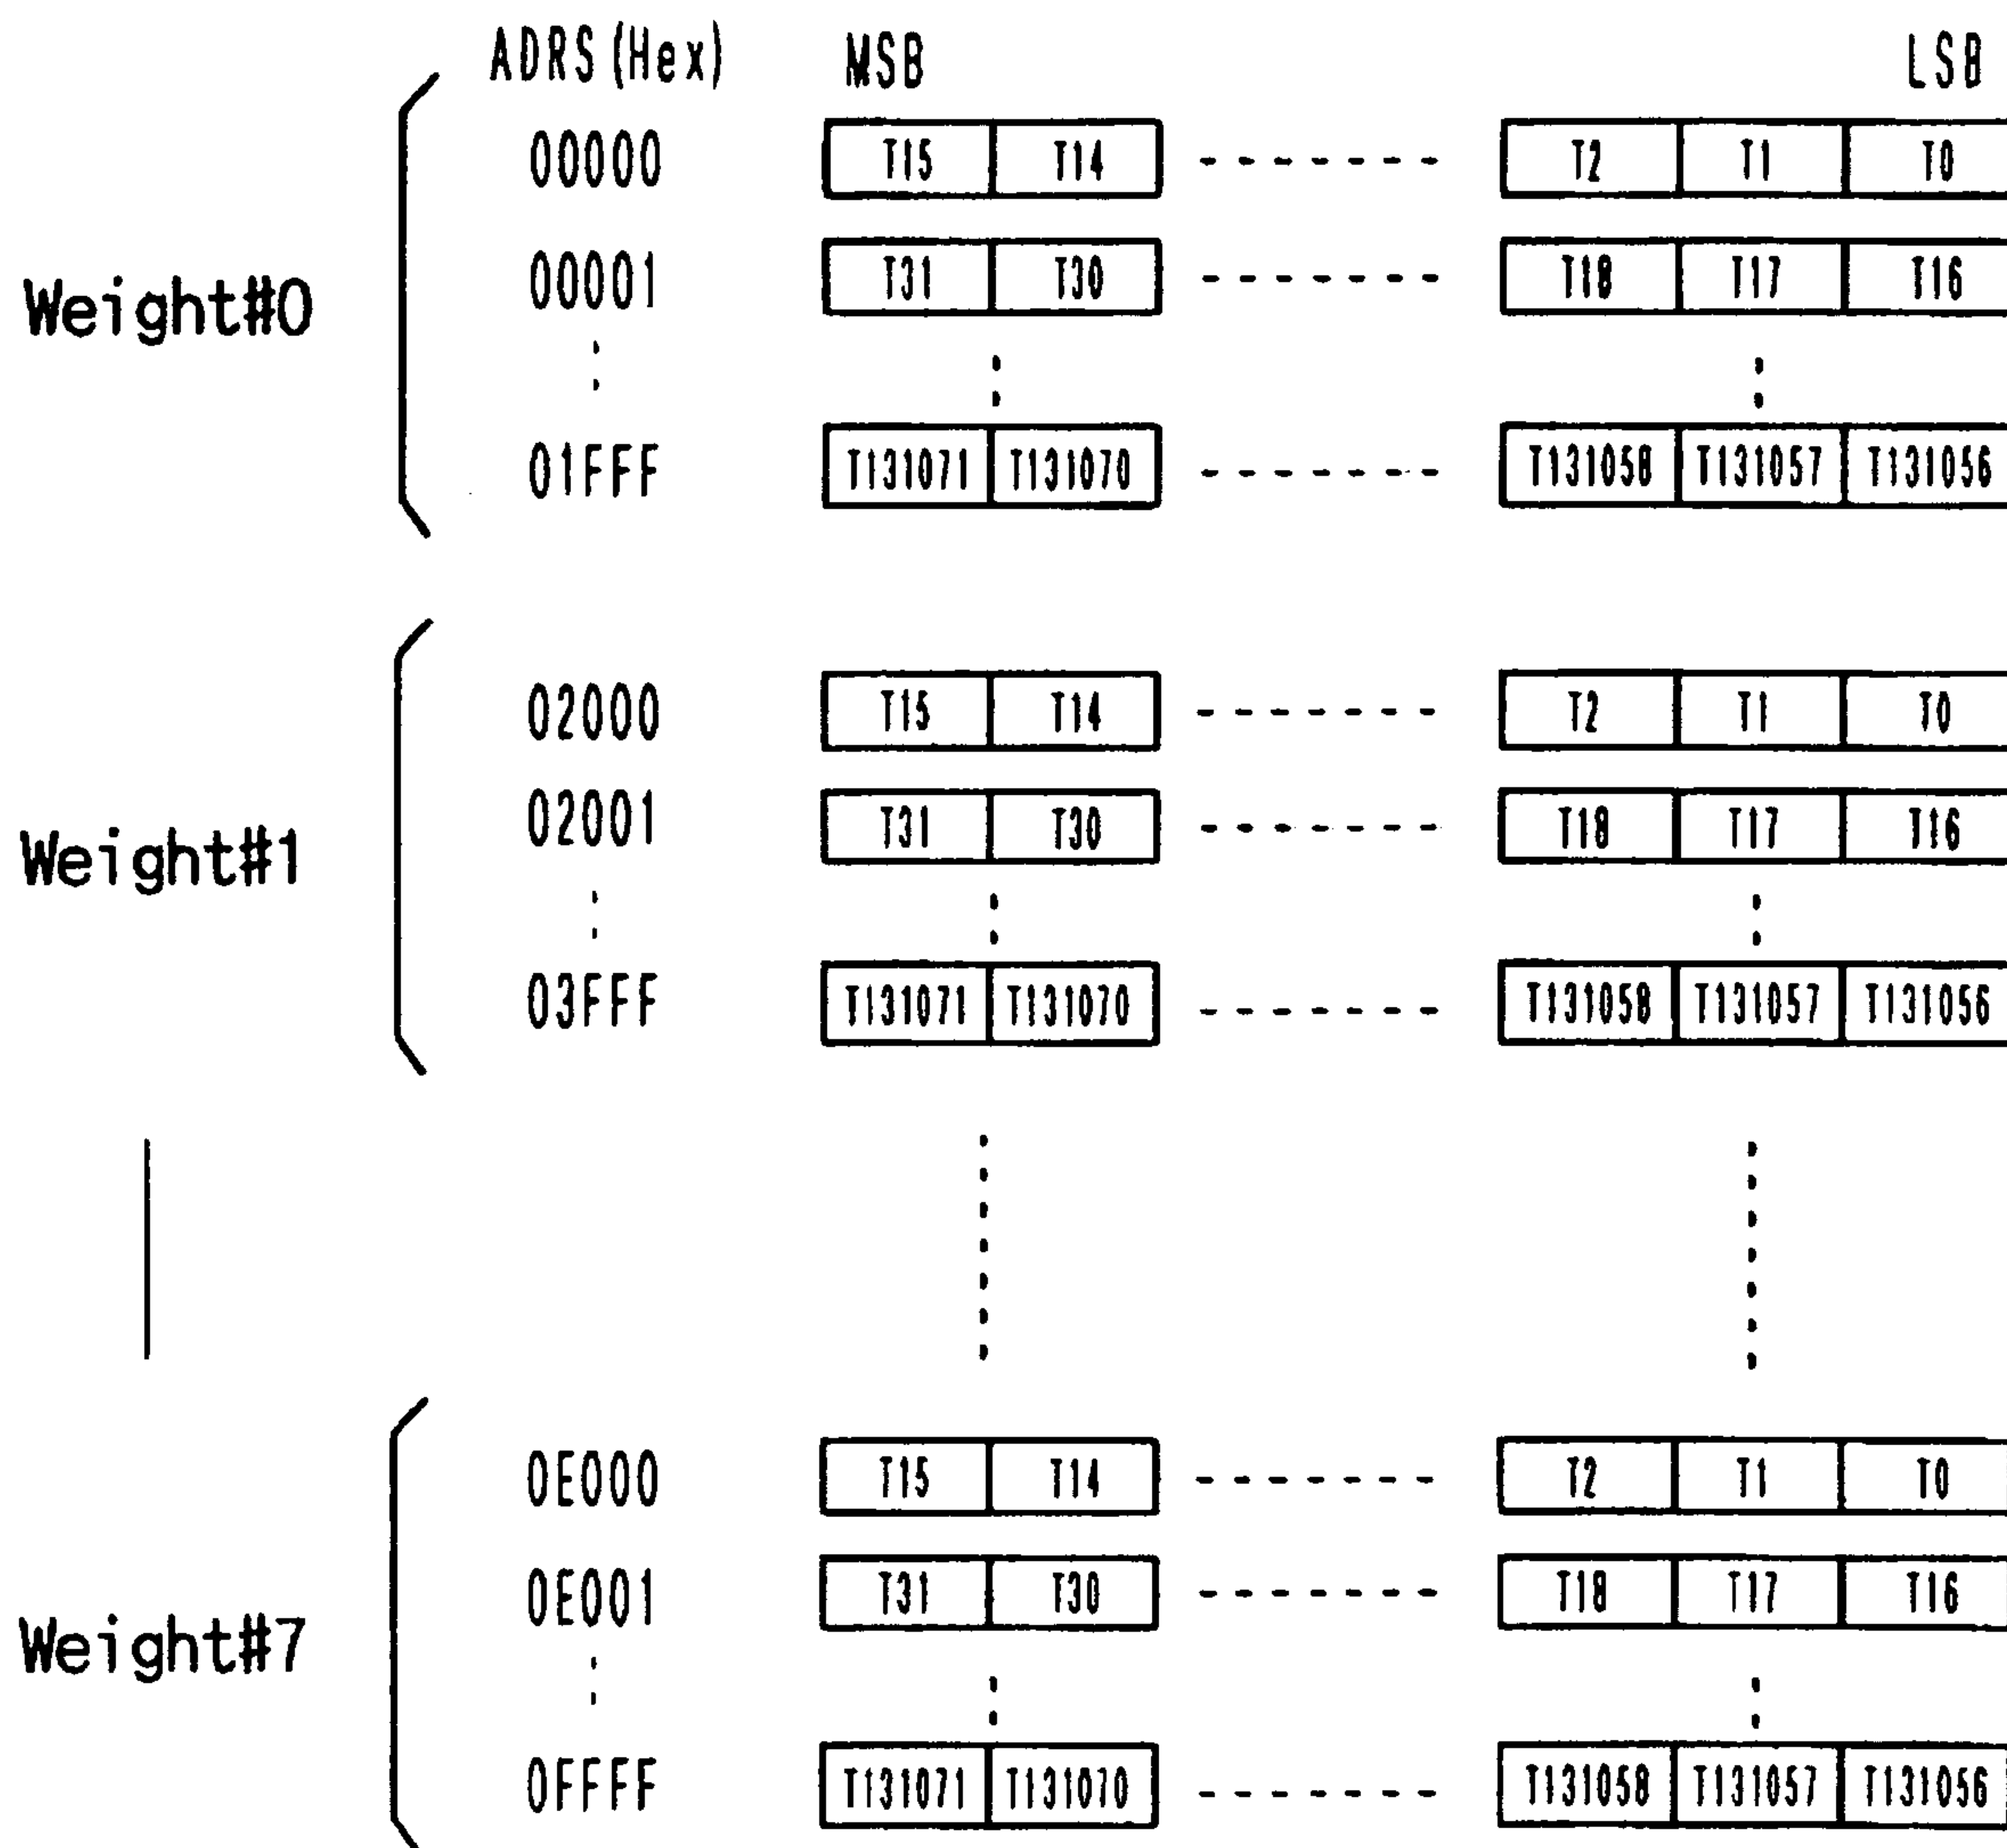 ADRS(Hex) MSB LSB
00000 T15 T14 ------- T2 T1 T0
Weight#0 00001 T31 T30 ------- T18 T17 T16
01FFF T131071 T131070 ------- T131058 T131057 T131056
02000 T15 T14 ------- T2 T1 T0
Weight#1 02001 T31 T30 ------- T18 T17 T16
03FFF T131071 T131070 ------- T131058 T131057 T131056
0E000 T15 T14 ------- T2 T1 T0
Weight#7 0E001 T31 T30 ------- T18 T17 T16
0FFFF T131071 T131070 ------- T131058 T131057 T131056